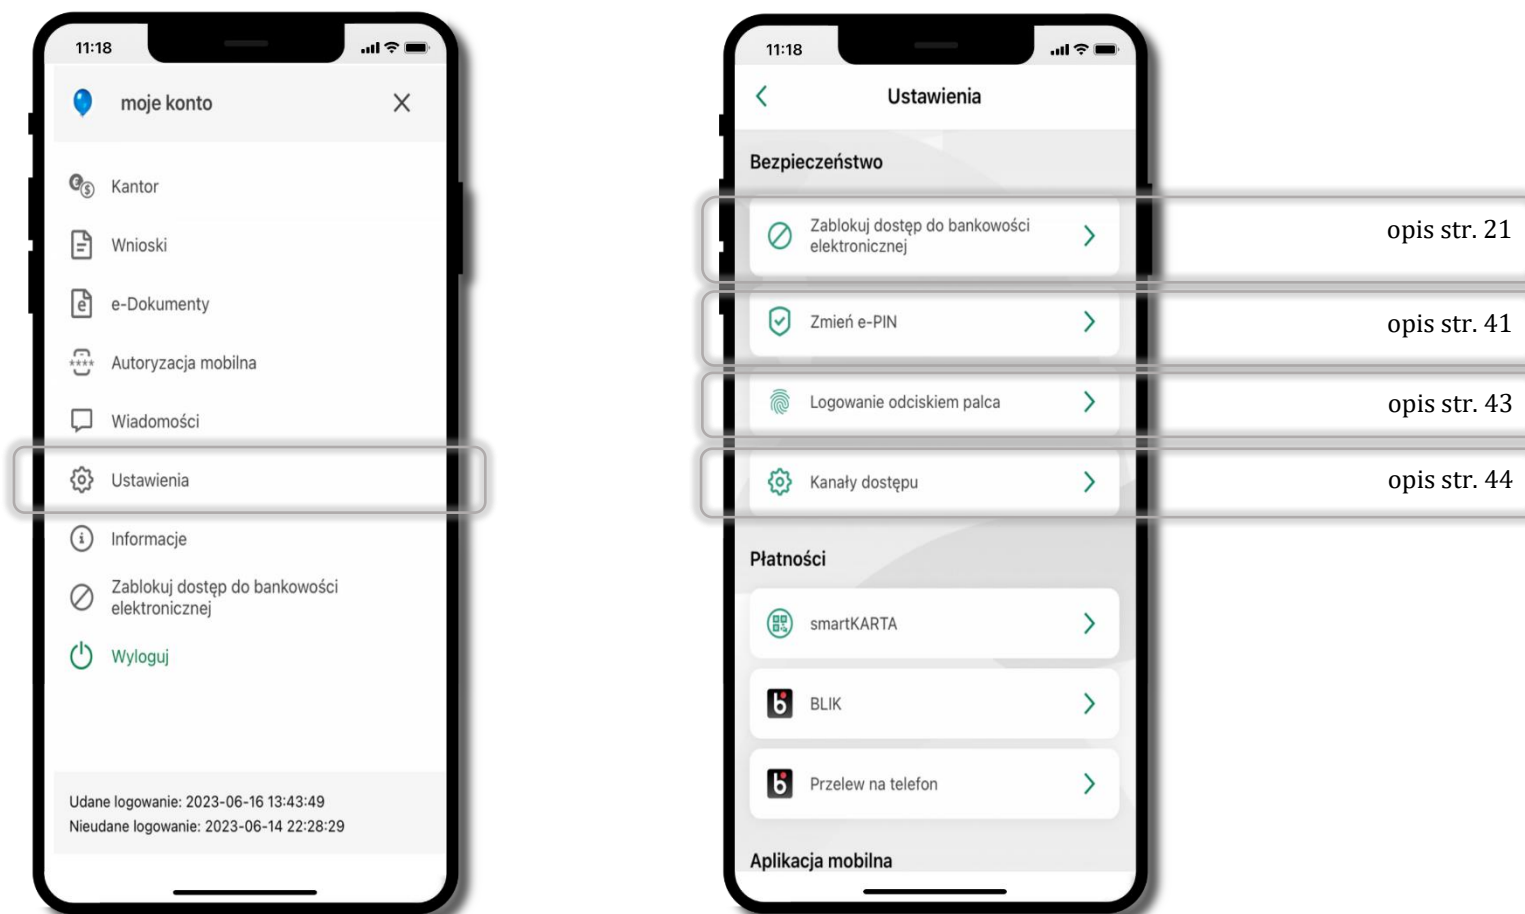 11:18
moje konto
Kantor
Wnioski
e-Dokumenty
Autoryzacja mobilna
Wiadomości
Ustawienia
Informacje
Zablokuj dostęp do bankowości
elektronicznej
Wyloguj
Udane logowanie: 2023-06-16 13:43:49
Nieudane logowanie: 2023-06-14 22:28:29
11:18
Ustawienia
Bezpieczeństwo
Zablokuj dostęp do bankowości
elektronicznej
opis str. 21
Zmień e-PIN
opis str. 41
Logowanie odciskiem palca
opis str. 43
Kanały dostępu
opis str. 44
Płatności
smartKARTA
BLIK
Przelew na telefon
Aplikacja mobilna